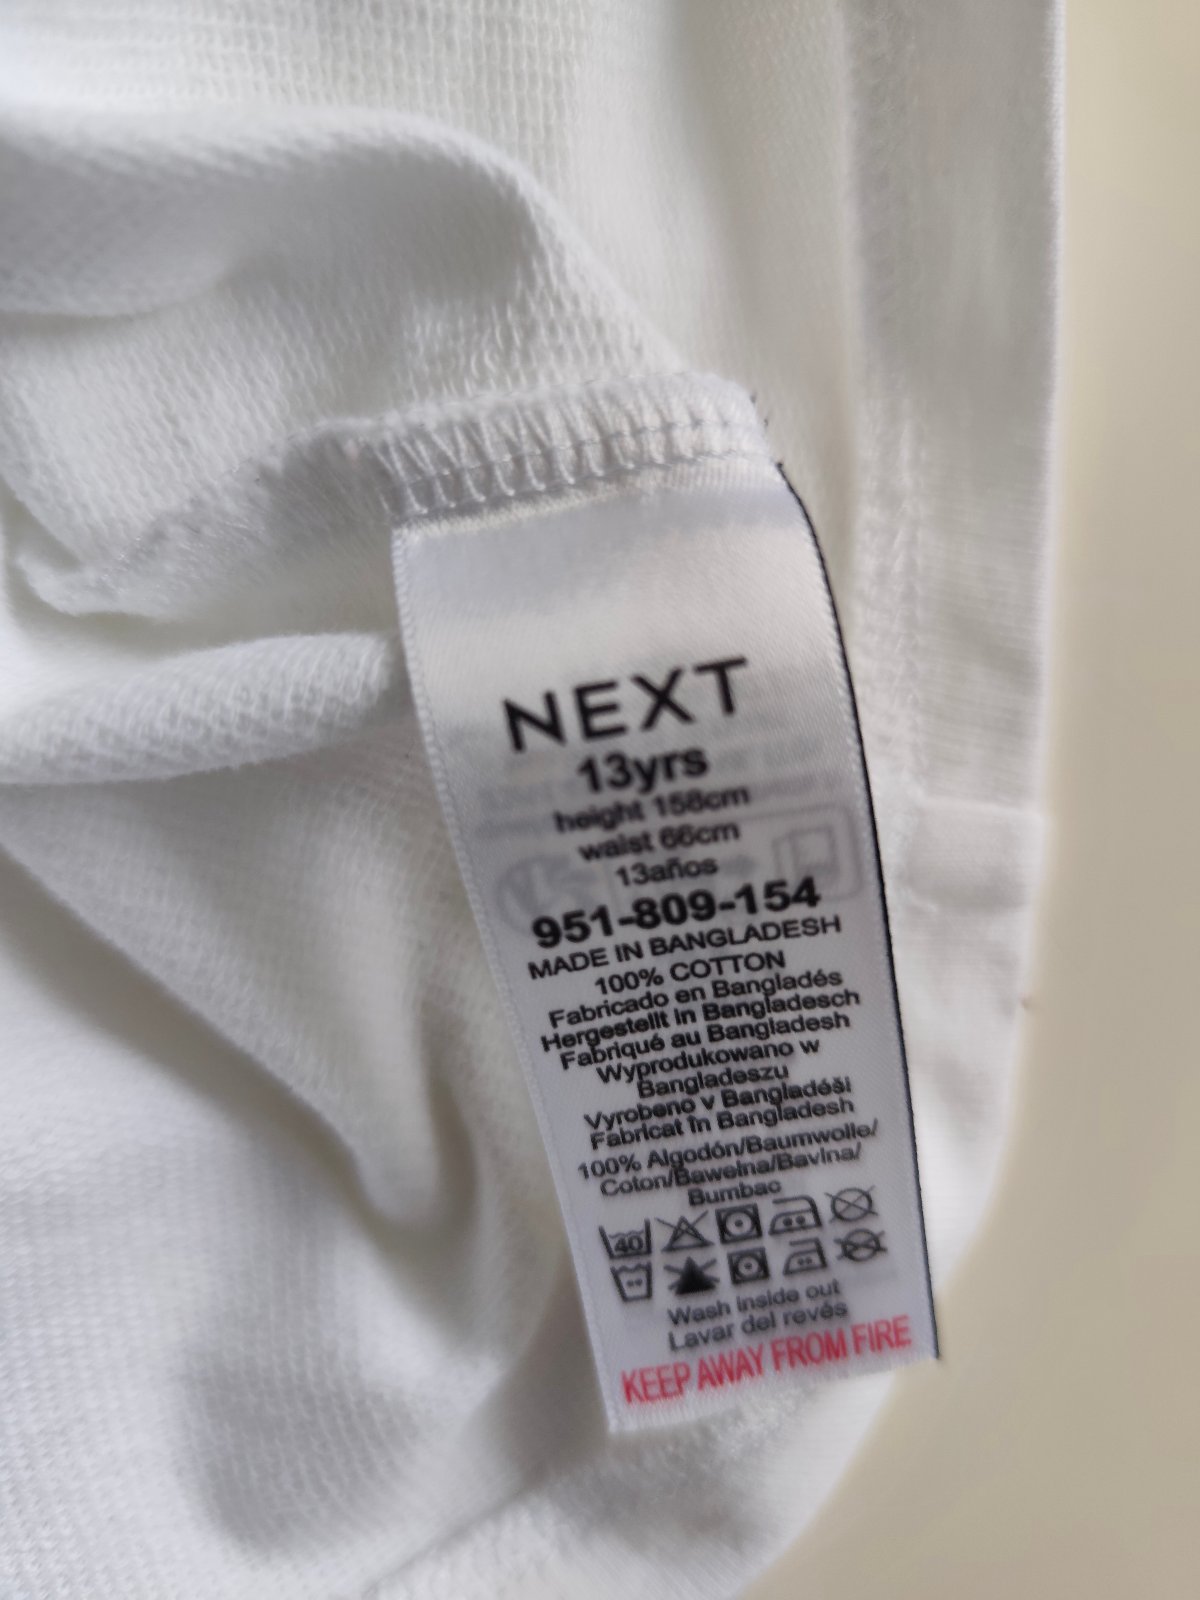 NEXT
13yrs
height 158cm
waist 66cm
13años
951-809-154
MADE IN BANGLADESH
100% COTTON
Fabricado en Bangladés
Hergestellt in Bangladesch
Fabriqué au Bangladesh
Wyprodukowano w
Bangladeszu
Vyrobeno v Bangladéši
Fabricat în Bangladesh
100% Algodón/Baumwolle/
Coton/Bawełna/Bavlna/
Bumbac
40
Wash inside out
Lavar del revés
KEEP AWAY FROM FIRE